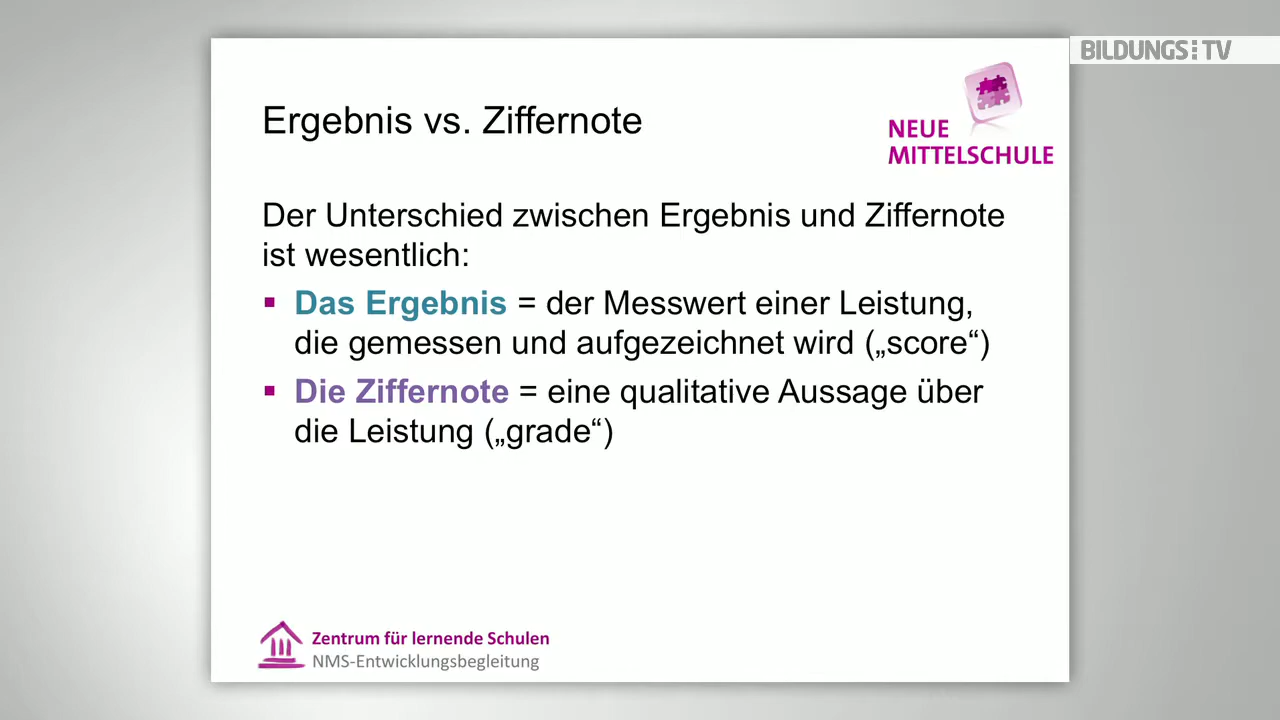 BILDUNGS:TV
Ergebnis vs. Ziffernote
NEUE
MITTELSCHULE
Der Unterschied zwischen Ergebnis und Ziffernote
ist wesentlich:
▪ Das Ergebnis = der Messwert einer Leistung,
die gemessen und aufgezeichnet wird („score“)
▪ Die Ziffernote = eine qualitative Aussage über
die Leistung („grade“)
Zentrum für lernende Schulen
NMS-Entwicklungsbegleitung